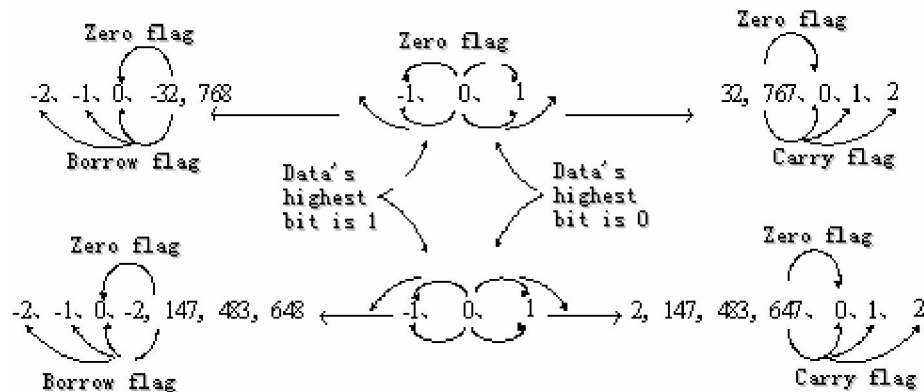 Zero flag
Zero flag
Zero flag
-2、-1、0、-32, 768
-1、0、1
32, 767、0、1、2
Borrow flag
Carry flag
Data's
highest
bit is 1
Data's
highest
bit is 0
Zero flag
Zero flag
-2、-1、0、-2, 147, 483, 648
-1、0、1
2, 147, 483, 647、0、1、2
Borrow flag
Carry flag